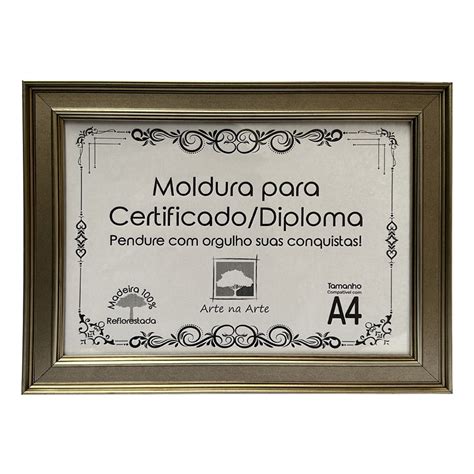 Moldura para
Certificado/Diploma
Pendure com orgulho suas conquistas!
Madeira 100%
Reflorestada
Arte na Arte
Tamanho
Compatível com
A4